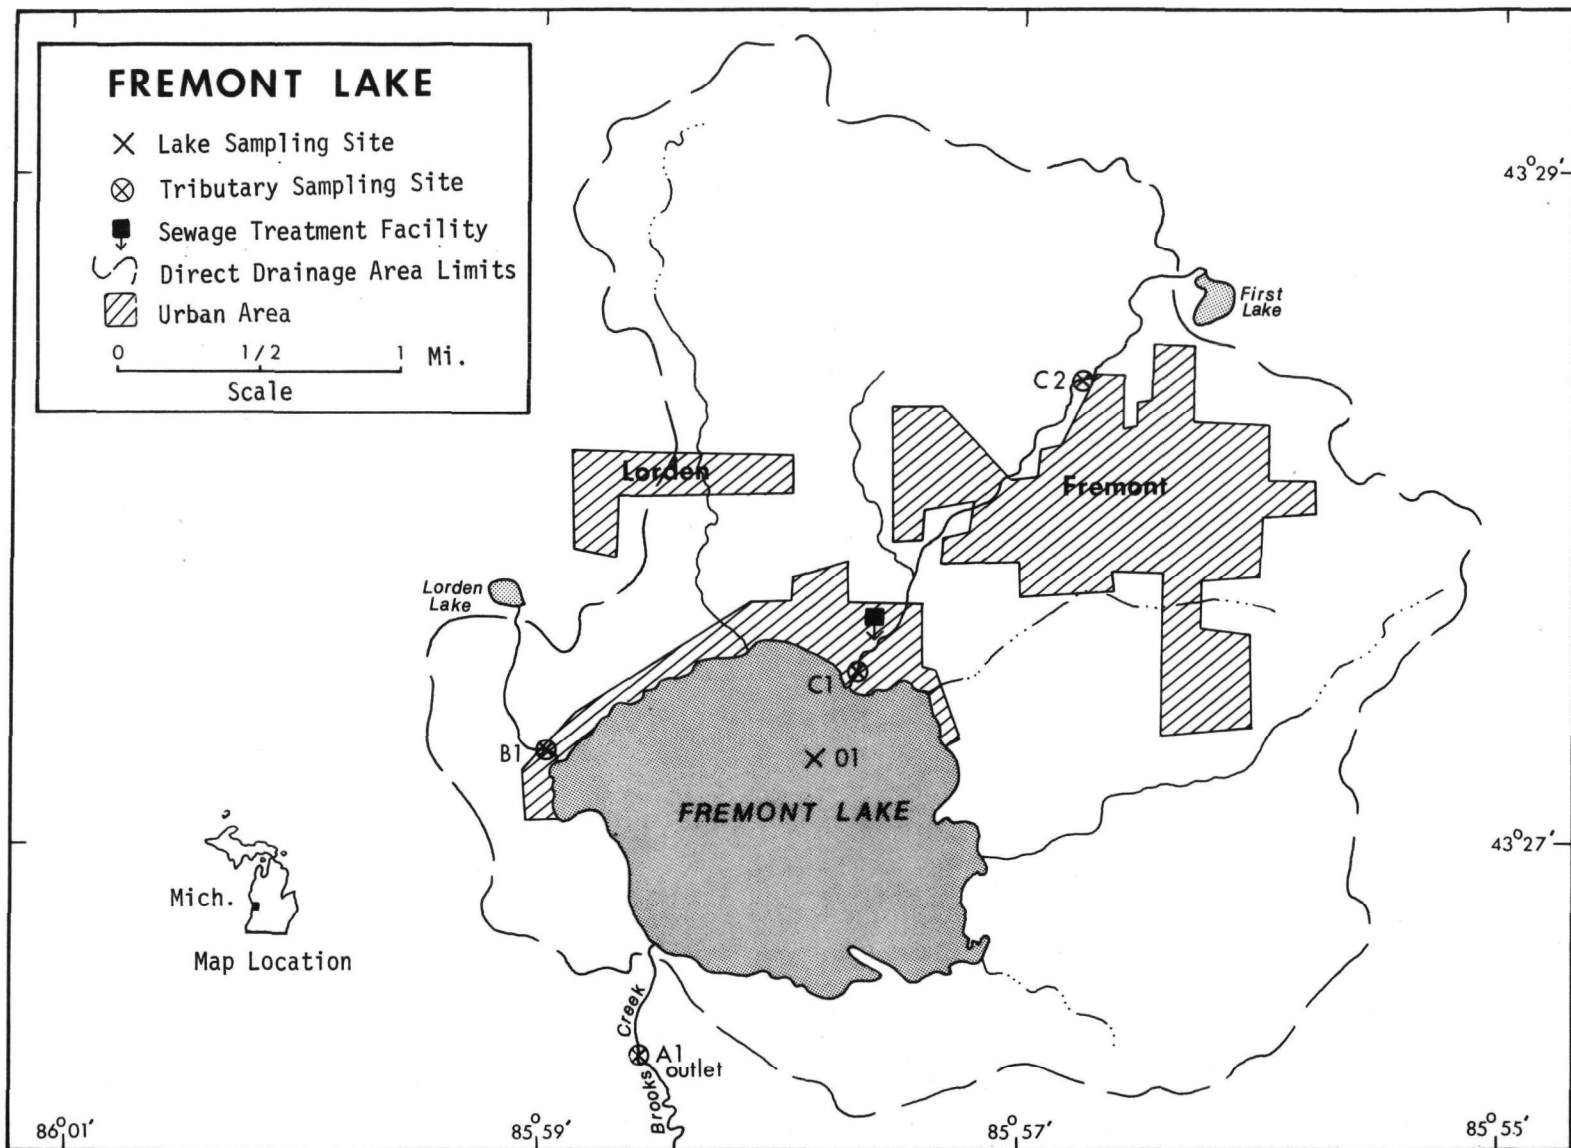 FREMONT LAKE
Lake Sampling Site
Tributary Sampling Site
Sewage Treatment Facility
Direct Drainage Area Limits
Urban Area
0 1/2 1 Mi.
Scale
43°29'
First
Lake
C2
Lorden
Fremont
Lorden
Lake
C1
B1
01
FREMONT LAKE
43°27'
Mich.
Map Location
Brooks Creek
A1
outlet
86°01'
85°59'
85°57'
85°55'